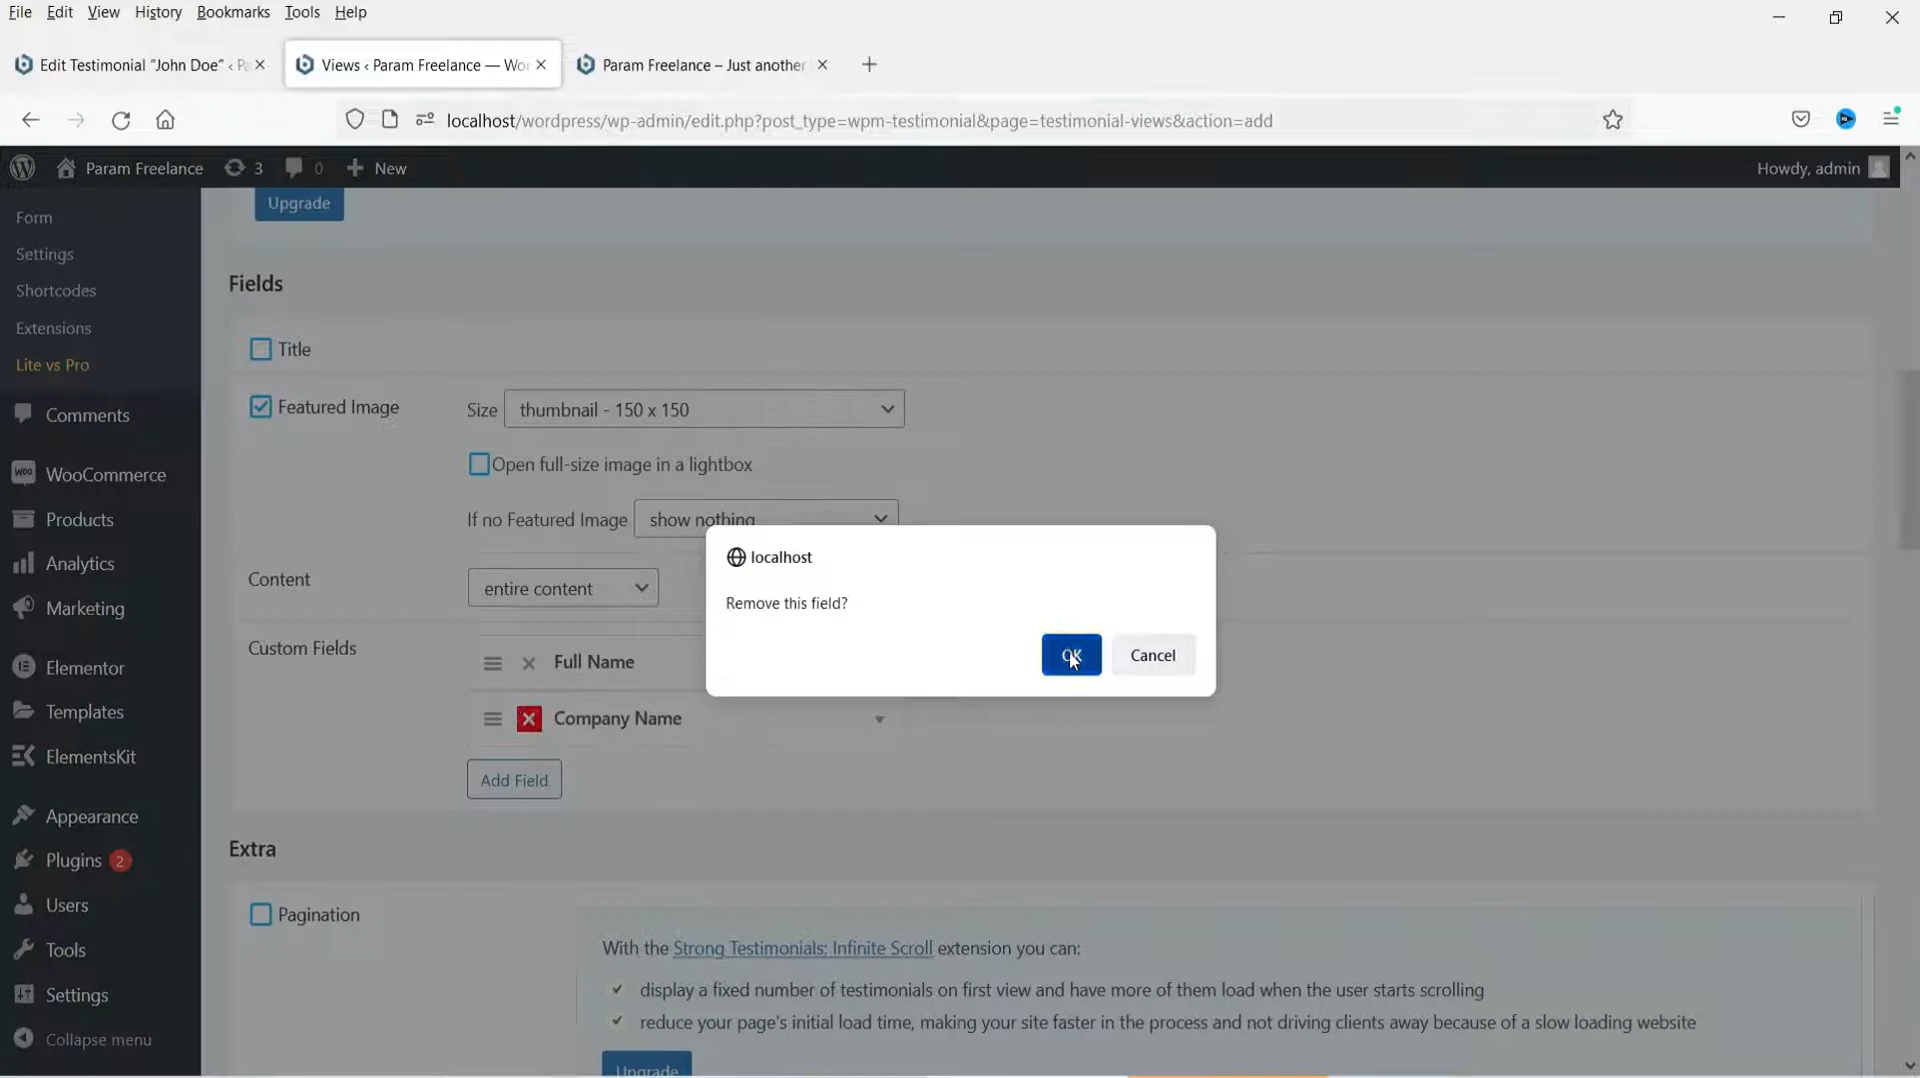 File Edit View History Bookmarks Tools Help
Edit Testimonial "John Doe" ‹ Pa
Views ‹ Param Freelance — Wor
Param Freelance – Just another
localhost/wordpress/wp-admin/edit.php?post_type=wpm-testimonial&page=testimonial-views&action=add
Param Freelance 3 0 New
Howdy, admin
Form
Settings
Shortcodes
Extensions
Lite vs Pro
Comments
WooCommerce
Products
Analytics
Marketing
Elementor
Templates
ElementsKit
Appearance
Plugins 2
Users
Tools
Settings
Collapse menu
Upgrade
Fields
Title
Featured Image
Size thumbnail - 150 x 150
Open full-size image in a lightbox
If no Featured Image show nothing
Content
entire content
Custom Fields
Full Name
Company Name
Add Field
localhost
Remove this field?
OK Cancel
Extra
Pagination
With the Strong Testimonials: Infinite Scroll extension you can:
display a fixed number of testimonials on first view and have more of them load when the user starts scrolling
reduce your page's initial load time, making your site faster in the process and not driving clients away because of a slow loading website
Upgrade